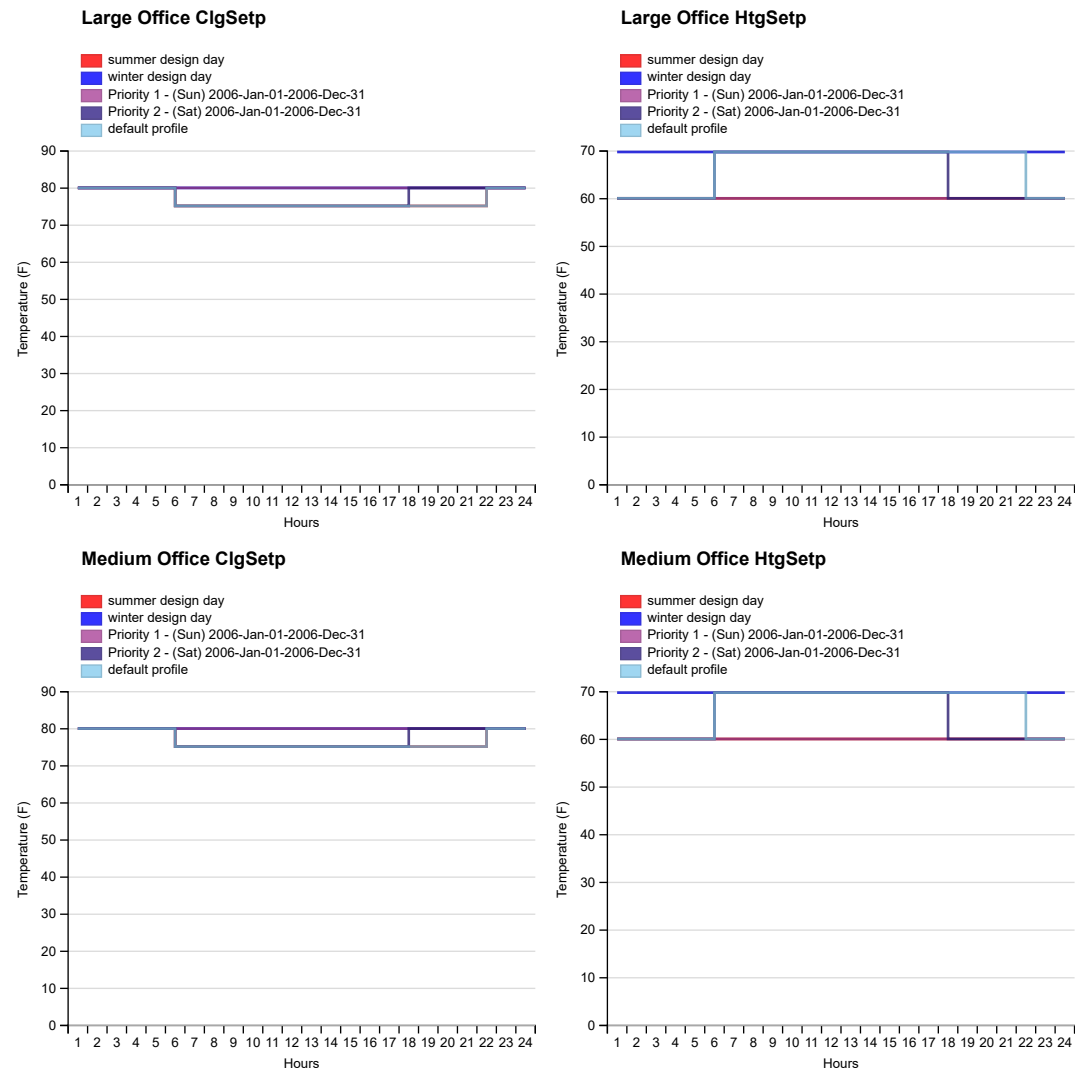 Large Office ClgSetp
summer design day
winter design day
Priority 1 - (Sun) 2006-Jan-01-2006-Dec-31
Priority 2 - (Sat) 2006-Jan-01-2006-Dec-31
default profile
90
80
70
60
50
40
30
20
10
0
Temperature (F)
1 2 3 4 5 6 7 8 9 10 11 12 13 14 15 16 17 18 19 20 21 22 23 24
Hours
Large Office HtgSetp
summer design day
winter design day
Priority 1 - (Sun) 2006-Jan-01-2006-Dec-31
Priority 2 - (Sat) 2006-Jan-01-2006-Dec-31
default profile
70
60
50
40
30
20
10
0
Temperature (F)
1 2 3 4 5 6 7 8 9 10 11 12 13 14 15 16 17 18 19 20 21 22 23 24
Hours
Medium Office ClgSetp
summer design day
winter design day
Priority 1 - (Sun) 2006-Jan-01-2006-Dec-31
Priority 2 - (Sat) 2006-Jan-01-2006-Dec-31
default profile
90
80
70
60
50
40
30
20
10
0
Temperature (F)
1 2 3 4 5 6 7 8 9 10 11 12 13 14 15 16 17 18 19 20 21 22 23 24
Hours
Medium Office HtgSetp
summer design day
winter design day
Priority 1 - (Sun) 2006-Jan-01-2006-Dec-31
Priority 2 - (Sat) 2006-Jan-01-2006-Dec-31
default profile
70
60
50
40
30
20
10
0
Temperature (F)
1 2 3 4 5 6 7 8 9 10 11 12 13 14 15 16 17 18 19 20 21 22 23 24
Hours